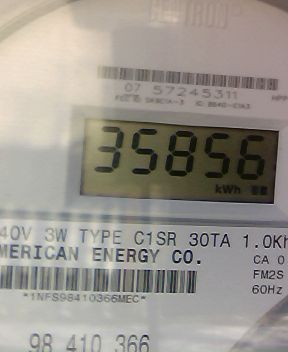 07 57245311
35856
kWh
40V 3W TYPE C1SR 30TA 1.0Kh
MERICAN ENERGY CO.
CA 0
FM2S
60Hz
*1NFS98410366MEC*
98 410 366